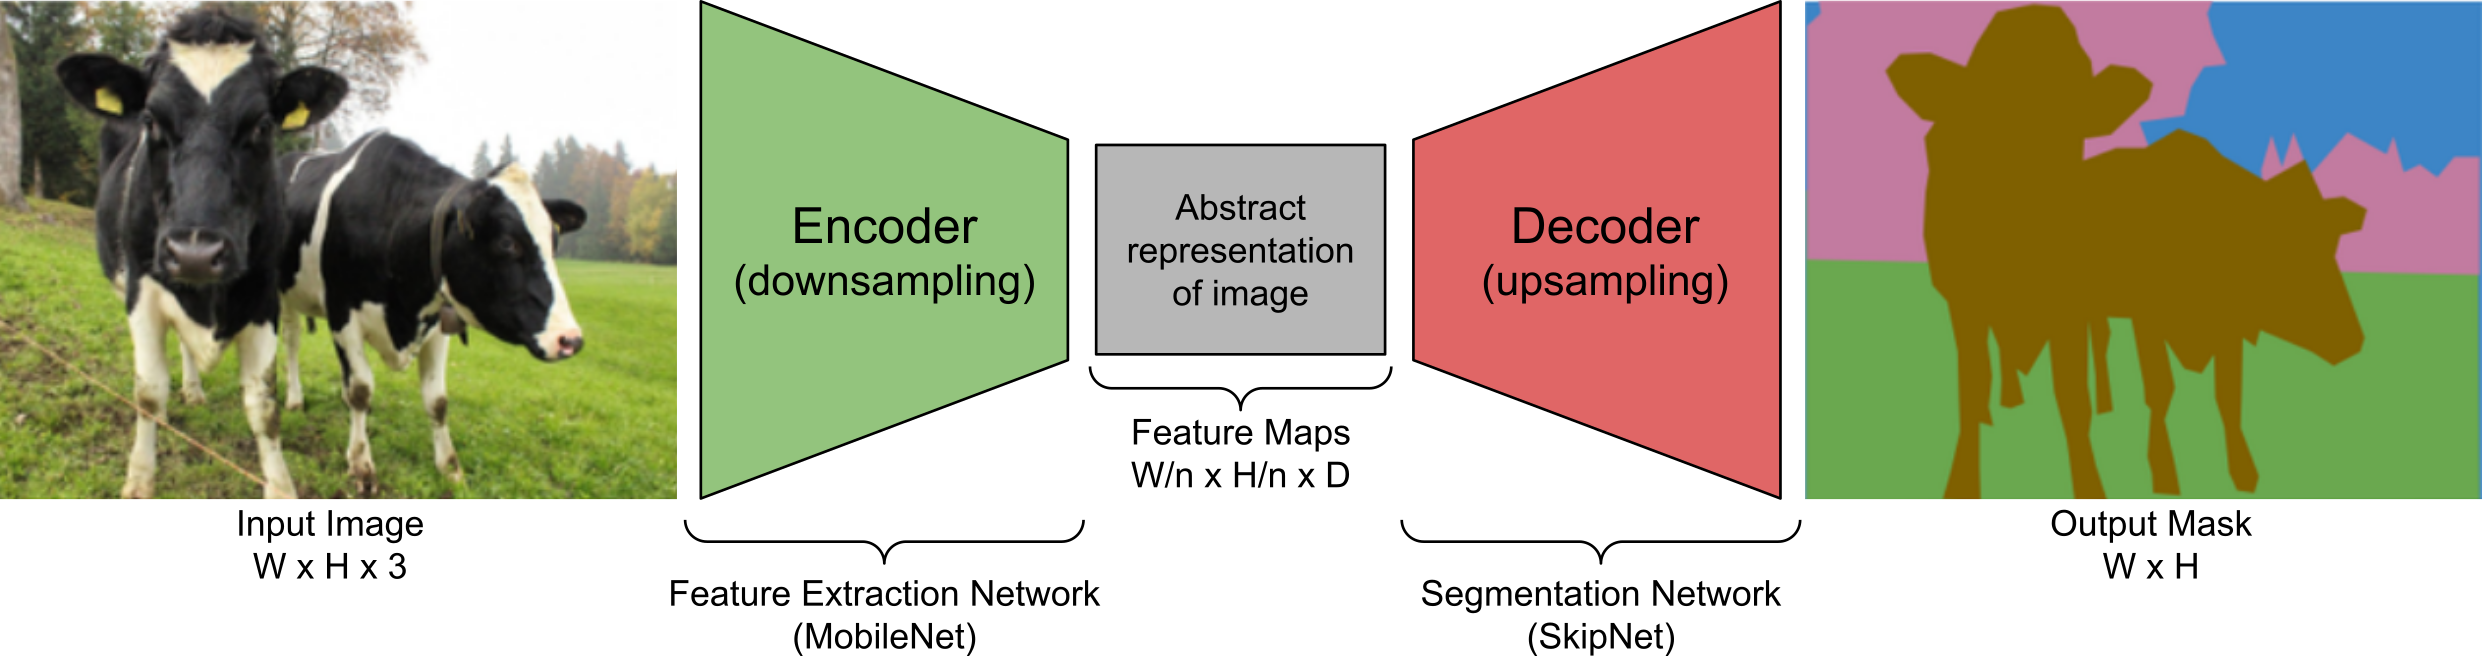 Encoder
(downsampling)
Abstract
representation
of image
Decoder
(upsampling)
Feature Maps
W/n x H/n x D
Input Image
W x H x 3
Feature Extraction Network
(MobileNet)
Segmentation Network
(SkipNet)
Output Mask
W x H